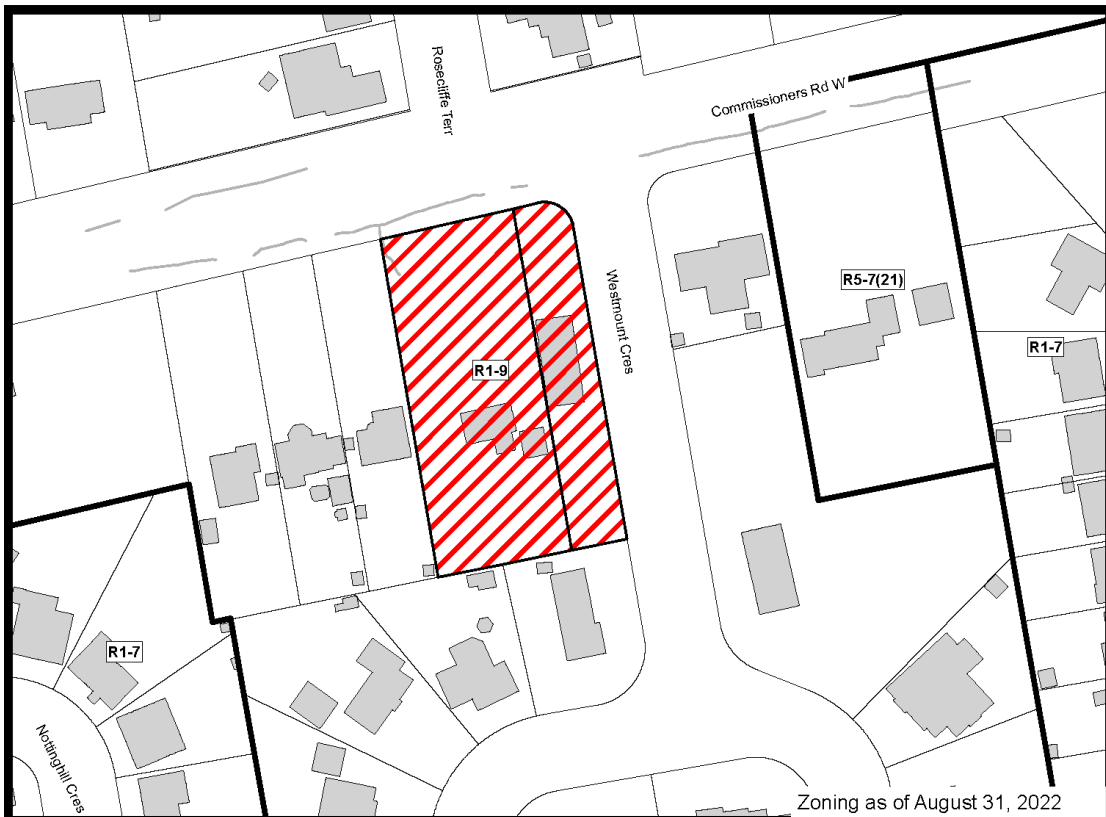 Rosecliffe Terr
Commissioners Rd W
Westmount Cres
R5-7(21)
R1-7
R1-9
R1-7
Nottinghill Cres
Zoning as of August 31, 2022